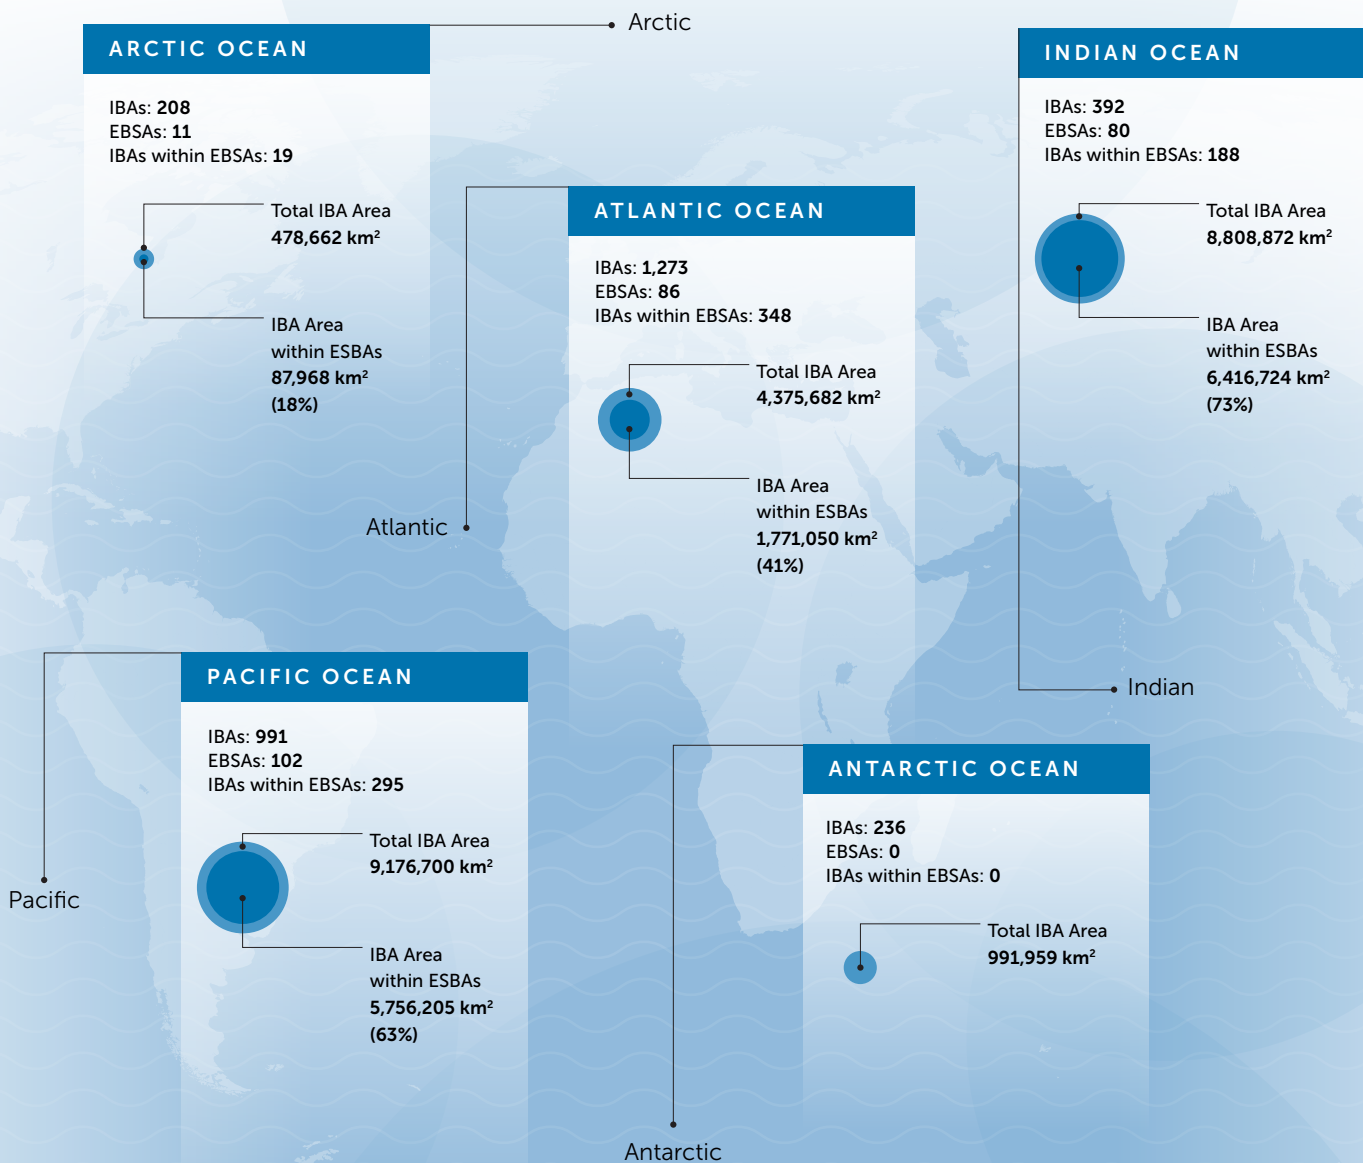 Arctic
ARCTIC OCEAN
IBAs: 208
EBSAs: 11
IBAs within EBSAs: 19
Total IBA Area
478,662 km²
IBA Area
within ESBAs
87,968 km²
(18%)
INDIAN OCEAN
IBAs: 392
EBSAs: 80
IBAs within EBSAs: 188
Total IBA Area
8,808,872 km²
IBA Area
within ESBAs
6,416,724 km²
(73%)
Indian
ATLANTIC OCEAN
IBAs: 1,273
EBSAs: 86
IBAs within EBSAs: 348
Total IBA Area
4,375,682 km²
IBA Area
within ESBAs
1,771,050 km²
(41%)
Atlantic
PACIFIC OCEAN
IBAs: 991
EBSAs: 102
IBAs within EBSAs: 295
Total IBA Area
9,176,700 km²
IBA Area
within ESBAs
5,756,205 km²
(63%)
Pacific
ANTARCTIC OCEAN
IBAs: 236
EBSAs: 0
IBAs within EBSAs: 0
Total IBA Area
991,959 km²
Antarctic